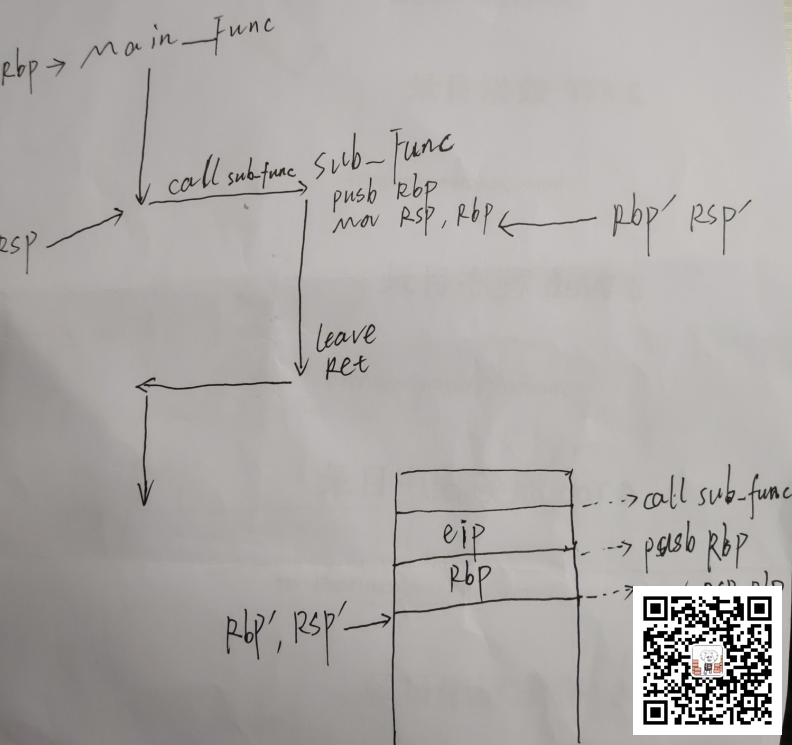 Rbp → Main_Func
call sub-func
Sub_Func
push Rbp
Mov RSP, Rbp
Rbp' RSP'
RSP
leave
Ret
call sub-func
eip
push Rbp
Rbp
Rbp', RSP'